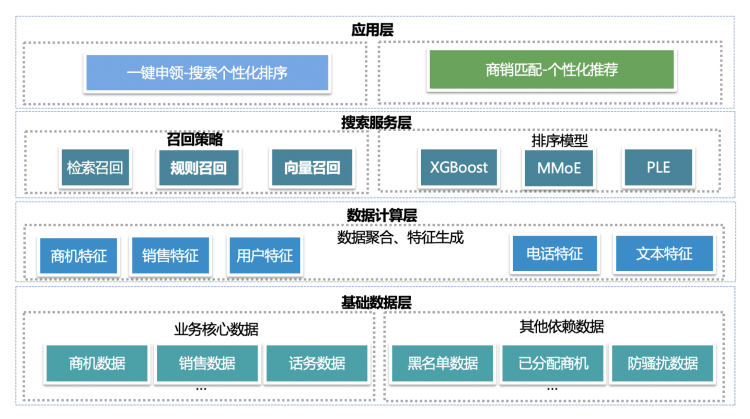 应用层
一键申领-搜索个性化排序
商销匹配-个性化推荐
搜索服务层
召回策略
排序模型
检索召回
规则召回
向量召回
XGBoost
MMoE
PLE
数据计算层
数据聚合、特征生成
商机特征
销售特征
用户特征
电话特征
文本特征
基础数据层
业务核心数据
其他依赖数据
商机数据
销售数据
话务数据
黑名单数据
已分配商机
防骚扰数据
...
...